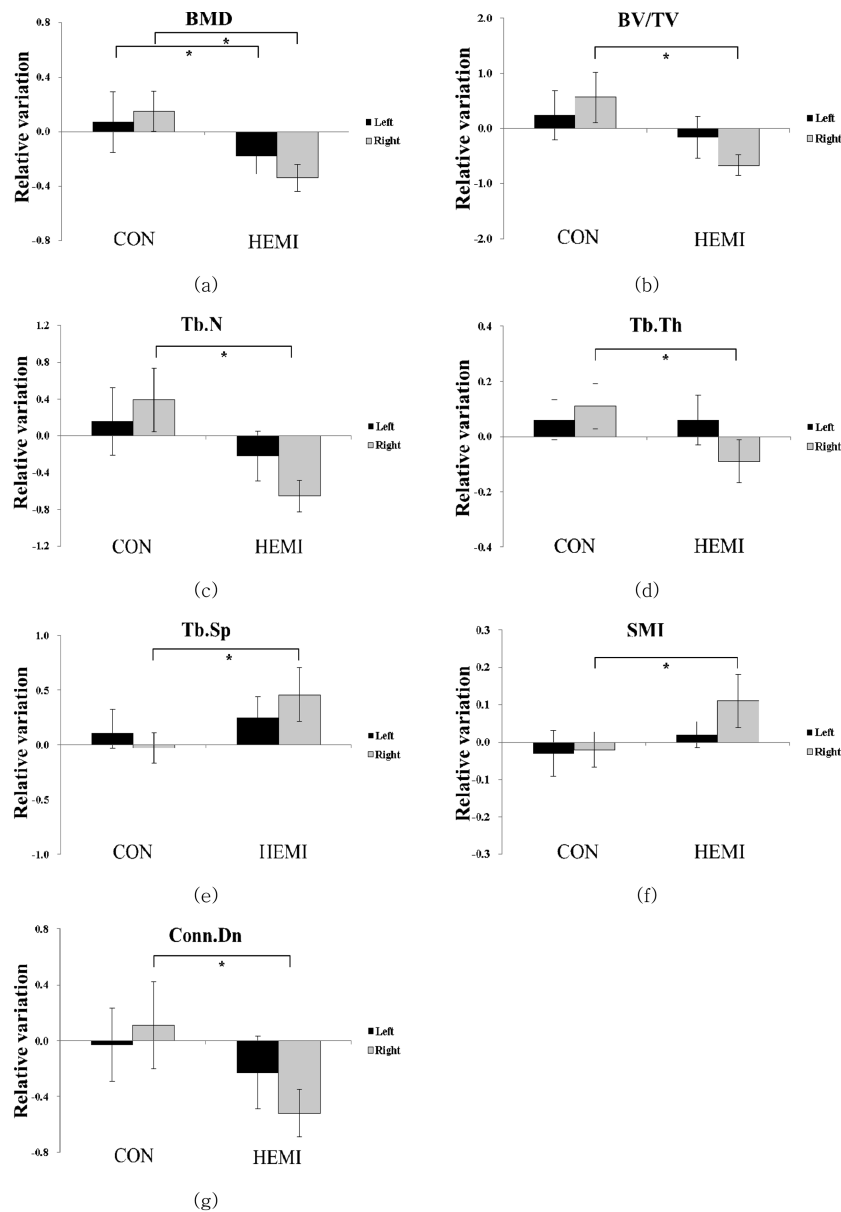 BMD
Relative variation
0.8
0.4
0.0
-0.4
-0.8
*
*
CON
HEMI
Left
Right
(a)
BV/TV
Relative variation
2.0
1.0
0.0
-1.0
-2.0
*
CON
HEMI
Left
Right
(b)
Tb.N
Relative variation
1.2
0.8
0.4
0.0
-0.4
-0.8
-1.2
*
CON
HEMI
Left
Right
(c)
Tb.Th
Relative variation
0.4
0.2
0.0
-0.2
-0.4
*
CON
HEMI
Left
Right
(d)
Tb.Sp
Relative variation
1.0
0.5
0.0
-0.5
-1.0
*
CON
HEMI
Left
Right
(e)
SMI
Relative variation
0.3
0.2
0.1
0.0
-0.1
-0.2
-0.3
*
CON
HEMI
Left
Right
(f)
Conn.Dn
Relative variation
0.8
0.4
0.0
-0.4
-0.8
*
CON
HEMI
Left
Right
(g)